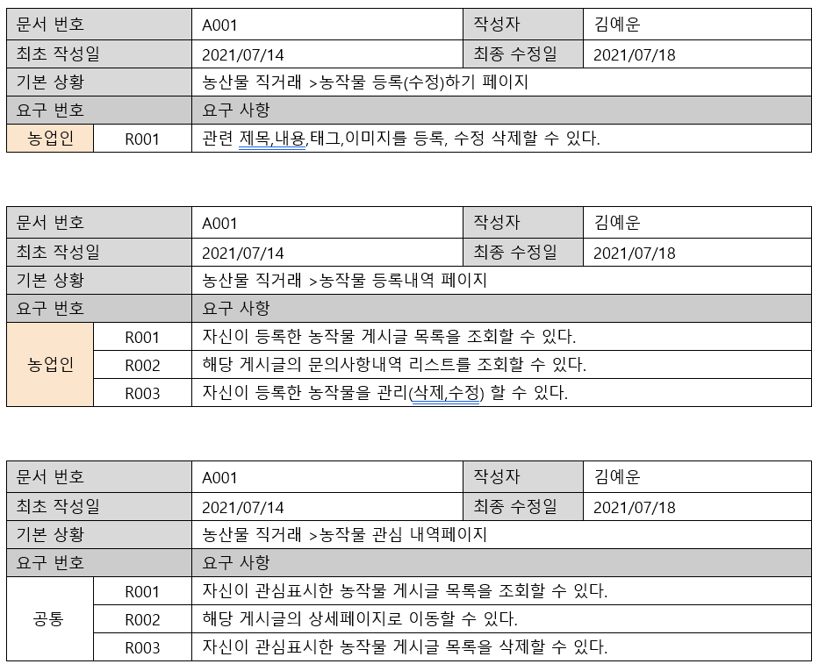 문서 번호 A001 작성자 김예운
최초 작성일 2021/07/14 최종 수정일 2021/07/18
기본 상황 농산물 직거래 >농작물 등록(수정)하기 페이지
요구 번호 요구 사항
농업인 R001 관련 제목,내용,태그,이미지를 등록, 수정 삭제할 수 있다.
문서 번호 A001 작성자 김예운
최초 작성일 2021/07/14 최종 수정일 2021/07/18
기본 상황 농산물 직거래 >농작물 등록내역 페이지
요구 번호 요구 사항
R001 자신이 등록한 농작물 게시글 목록을 조회할 수 있다.
농업인 R002 해당 게시글의 문의사항내역 리스트를 조회할 수 있다.
R003 자신이 등록한 농작물을 관리(삭제,수정) 할 수 있다.
문서 번호 A001 작성자 김예운
최초 작성일 2021/07/14 최종 수정일 2021/07/18
기본 상황 농산물 직거래 >농작물 관심 내역페이지
요구 번호 요구 사항
R001 자신이 관심표시한 농작물 게시글 목록을 조회할 수 있다.
공통 R002 해당 게시글의 상세페이지로 이동할 수 있다.
R003 자신이 관심표시한 농작물 게시글 목록을 삭제할 수 있다.